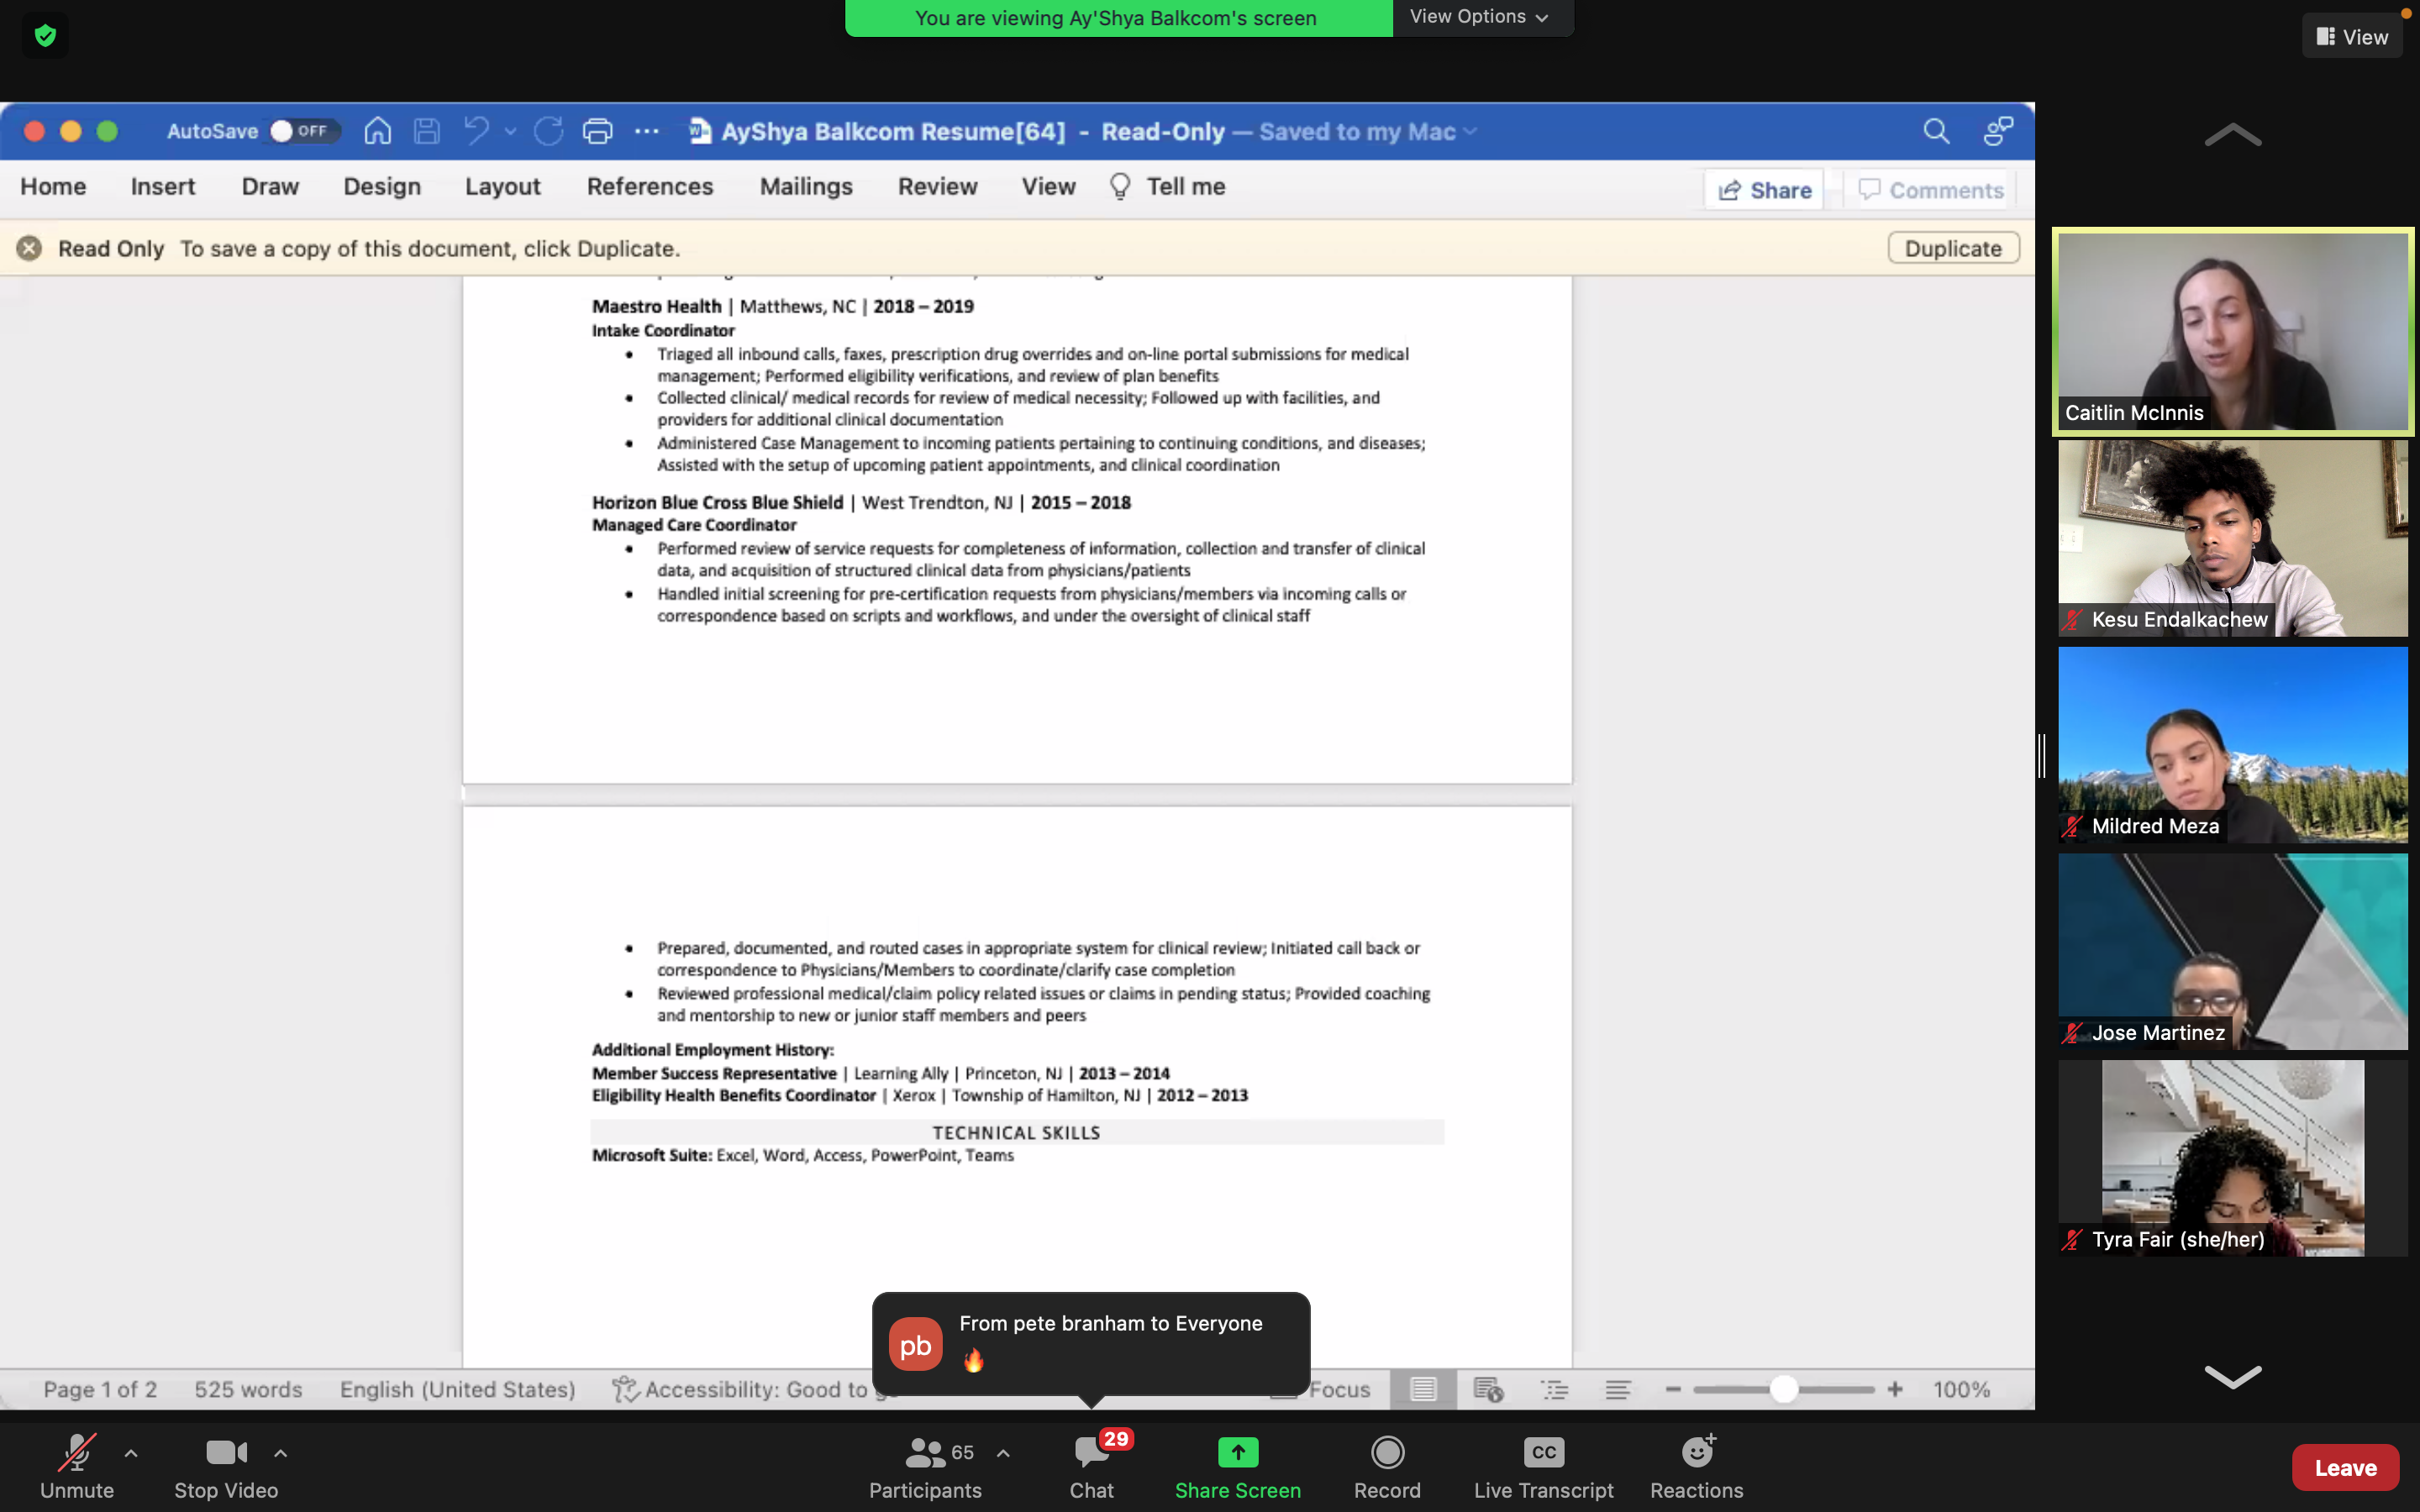 You are viewing Ay'Shya Balkcom's screen
View Options
View
AutoSave OFF
AyShya Balkcom Resume[64] - Read-Only — Saved to my Mac
Home Insert Draw Design Layout References Mailings Review View Tell me
Share Comments
Read Only To save a copy of this document, click Duplicate.
Duplicate
Maestro Health | Matthews, NC | 2018 – 2019
Intake Coordinator
• Triaged all inbound calls, faxes, prescription drug overrides and on-line portal submissions for medical
management; Performed eligibility verifications, and review of plan benefits
• Collected clinical/ medical records for review of medical necessity; Followed up with facilities, and
providers for additional clinical documentation
• Administered Case Management to incoming patients pertaining to continuing conditions, and diseases;
Assisted with the setup of upcoming patient appointments, and clinical coordination
Horizon Blue Cross Blue Shield | West Trendton, NJ | 2015 – 2018
Managed Care Coordinator
• Performed review of service requests for completeness of information, collection and transfer of clinical
data, and acquisition of structured clinical data from physicians/patients
• Handled initial screening for pre-certification requests from physicians/members via incoming calls or
correspondence based on scripts and workflows, and under the oversight of clinical staff
• Prepared, documented, and routed cases in appropriate system for clinical review; Initiated call back or
correspondence to Physicians/Members to coordinate/clarify case completion
• Reviewed professional medical/claim policy related issues or claims in pending status; Provided coaching
and mentorship to new or junior staff members and peers
Additional Employment History:
Member Success Representative | Learning Ally | Princeton, NJ | 2013 – 2014
Eligibility Health Benefits Coordinator | Xerox | Township of Hamilton, NJ | 2012 – 2013
TECHNICAL SKILLS
Microsoft Suite: Excel, Word, Access, PowerPoint, Teams
Caitlin McInnis
Kesu Endalkachew
Mildred Meza
Jose Martinez
Tyra Fair (she/her)
pb
From pete branham to Everyone
🔥
Page 1 of 2 525 words English (United States) Accessibility: Good to Focus 100%
Unmute
Stop Video
65
Participants
29
Chat
Share Screen
Record
CC
Live Transcript
Reactions
Leave